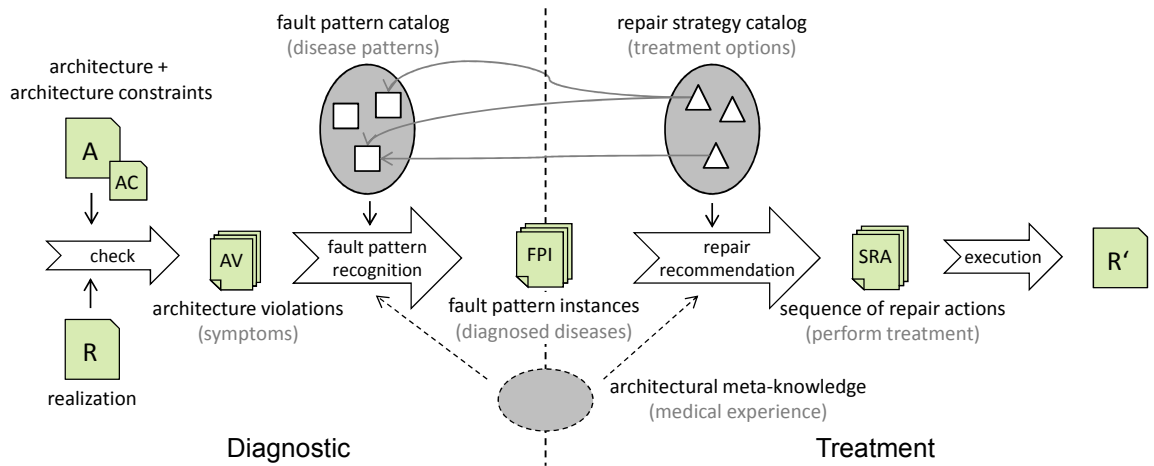 fault pattern catalog
(disease patterns)
repair strategy catalog
(treatment options)
architecture +
architecture constraints
A
AC
check
AV
fault pattern
recognition
FPI
repair
recommendation
SRA
execution
R‘
architecture violations
(symptoms)
fault pattern instances
(diagnosed diseases)
sequence of repair actions
(perform treatment)
R
realization
architectural meta-knowledge
(medical experience)
Diagnostic
Treatment